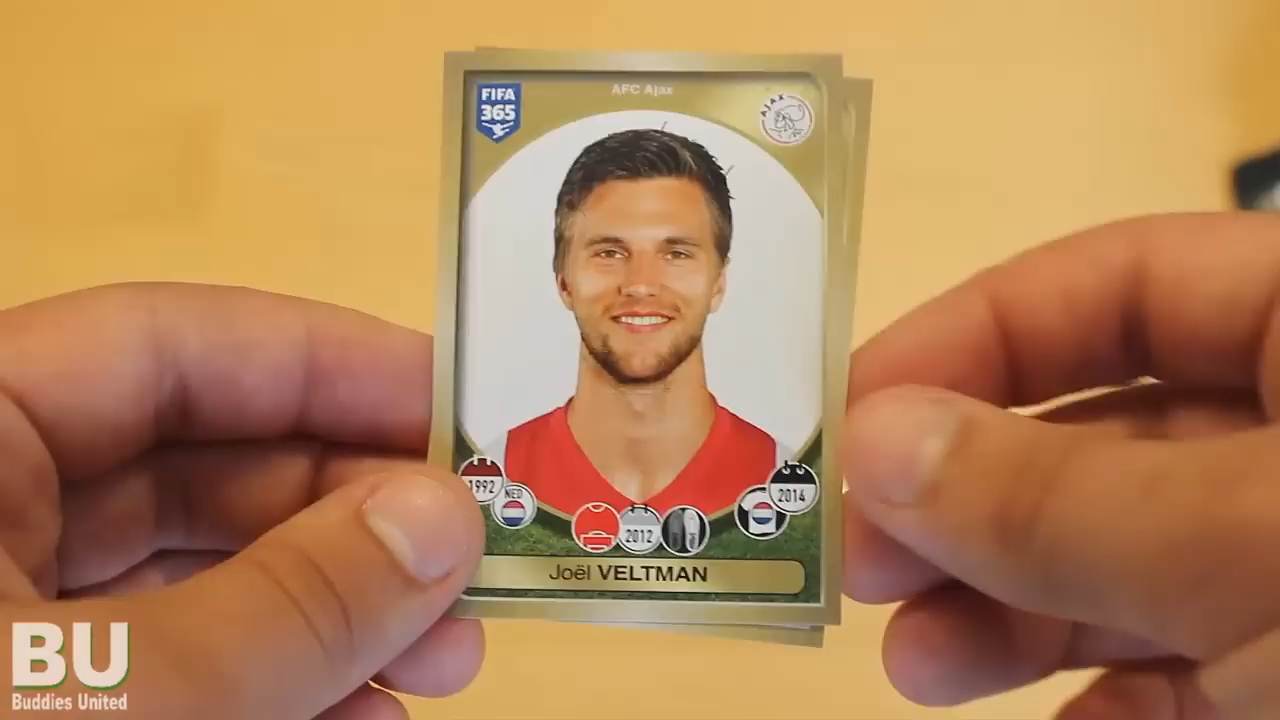 FIFA
365
AFC Ajax
AJAX
1992
NED
2012
2014
Joël VELTMAN
BU
Buddies United